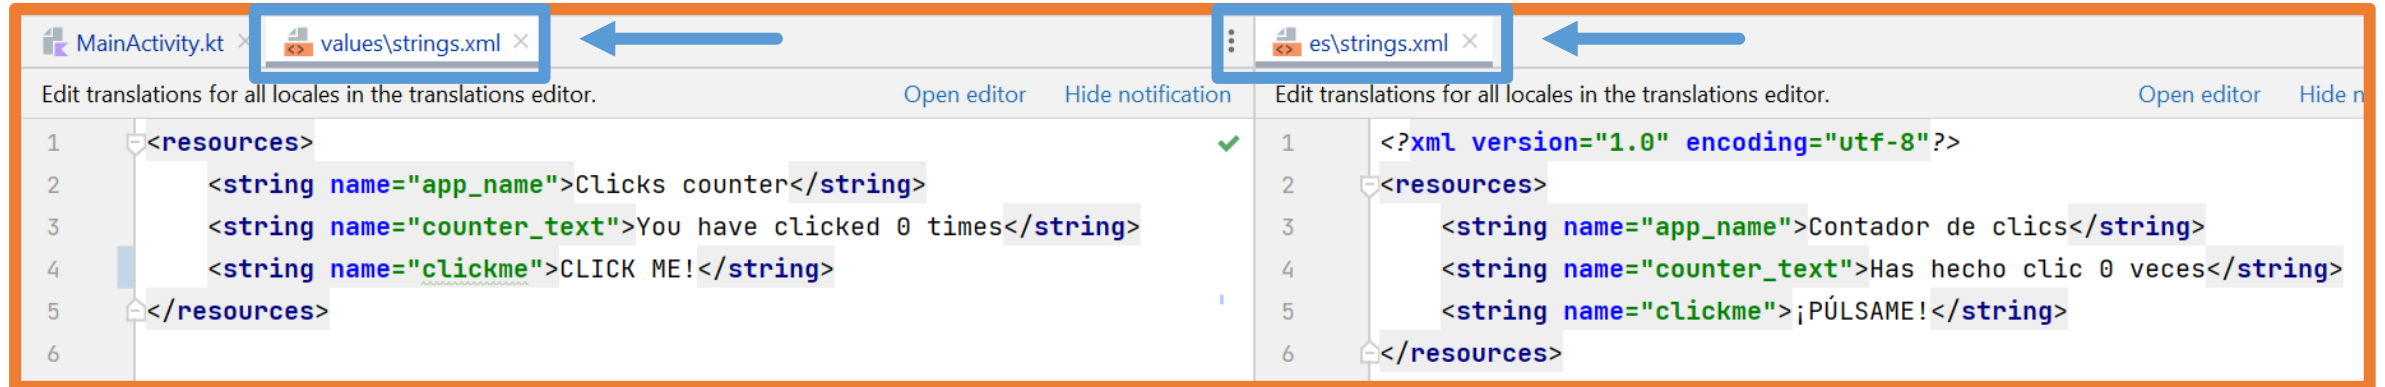 MainActivity.kt
values\strings.xml
Edit translations for all locales in the translations editor. Open editor Hide notification
1 <resources>
2 <string name="app_name">Clicks counter</string>
3 <string name="counter_text">You have clicked 0 times</string>
4 <string name="clickme">CLICK ME!</string>
5 </resources>
6
es\strings.xml
Edit translations for all locales in the translations editor. Open editor Hide n
1 <?xml version="1.0" encoding="utf-8"?>
2 <resources>
3 <string name="app_name">Contador de clics</string>
4 <string name="counter_text">Has hecho clic 0 veces</string>
5 <string name="clickme">¡PÚLSAME!</string>
6 </resources>